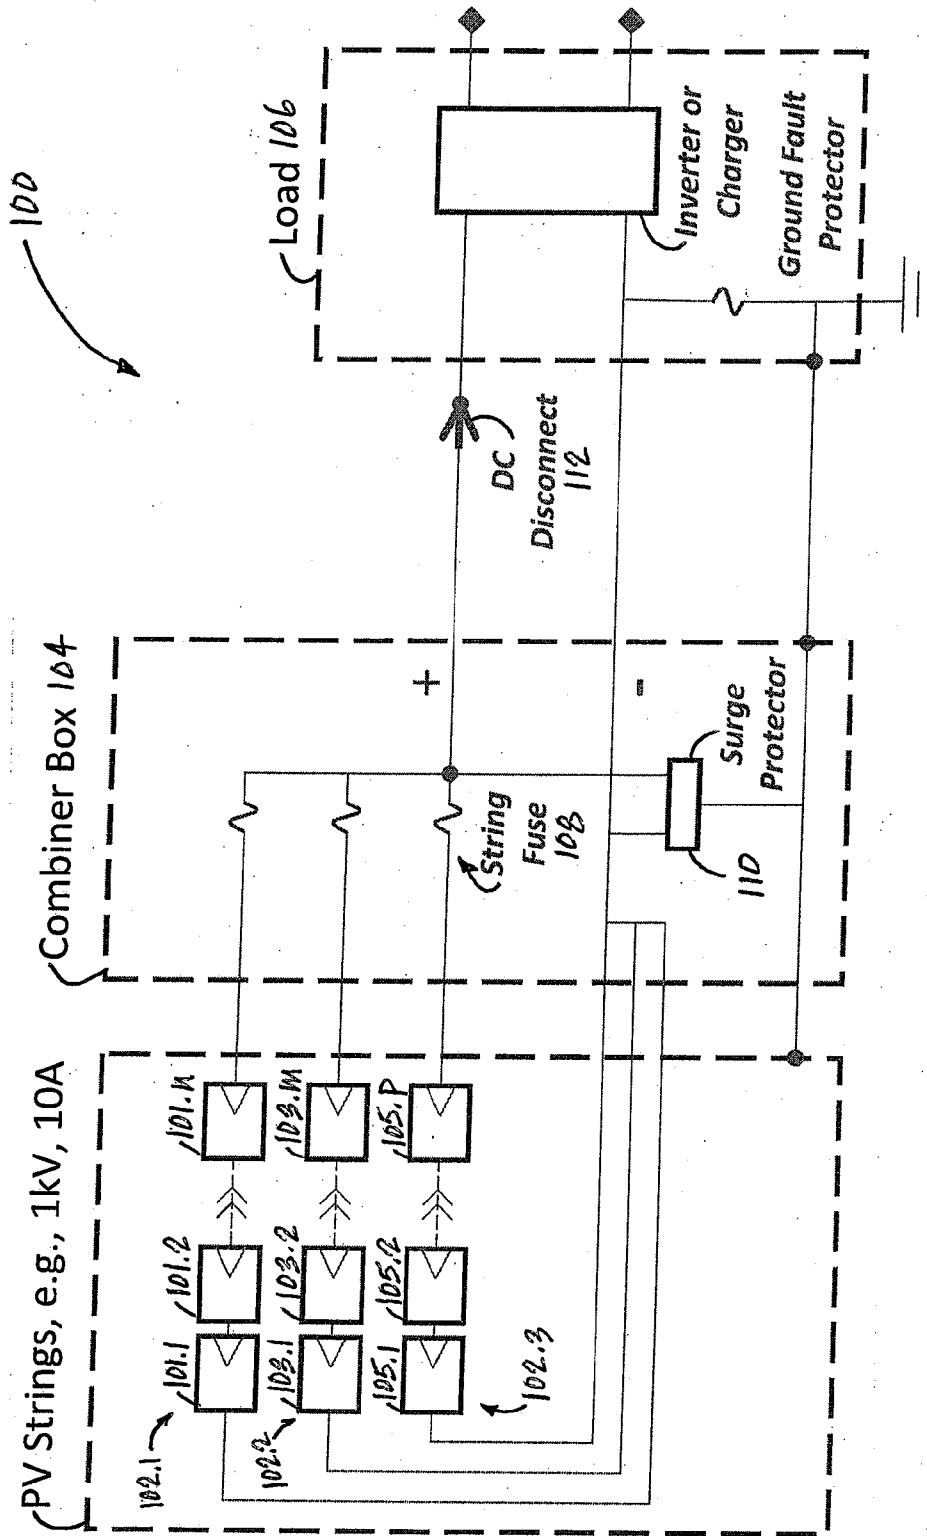 100
PV Strings, e.g., 1kV, 10A
102.1
101.1
101.2
101.n
102.2
103.1
103.2
103.m
105.1
105.2
105.P
102.3
Combiner Box 104
String
Fuse
108
+
-
110
Surge
Protector
DC
Disconnect
112
Load 106
Inverter or
Charger
Ground Fault
Protector